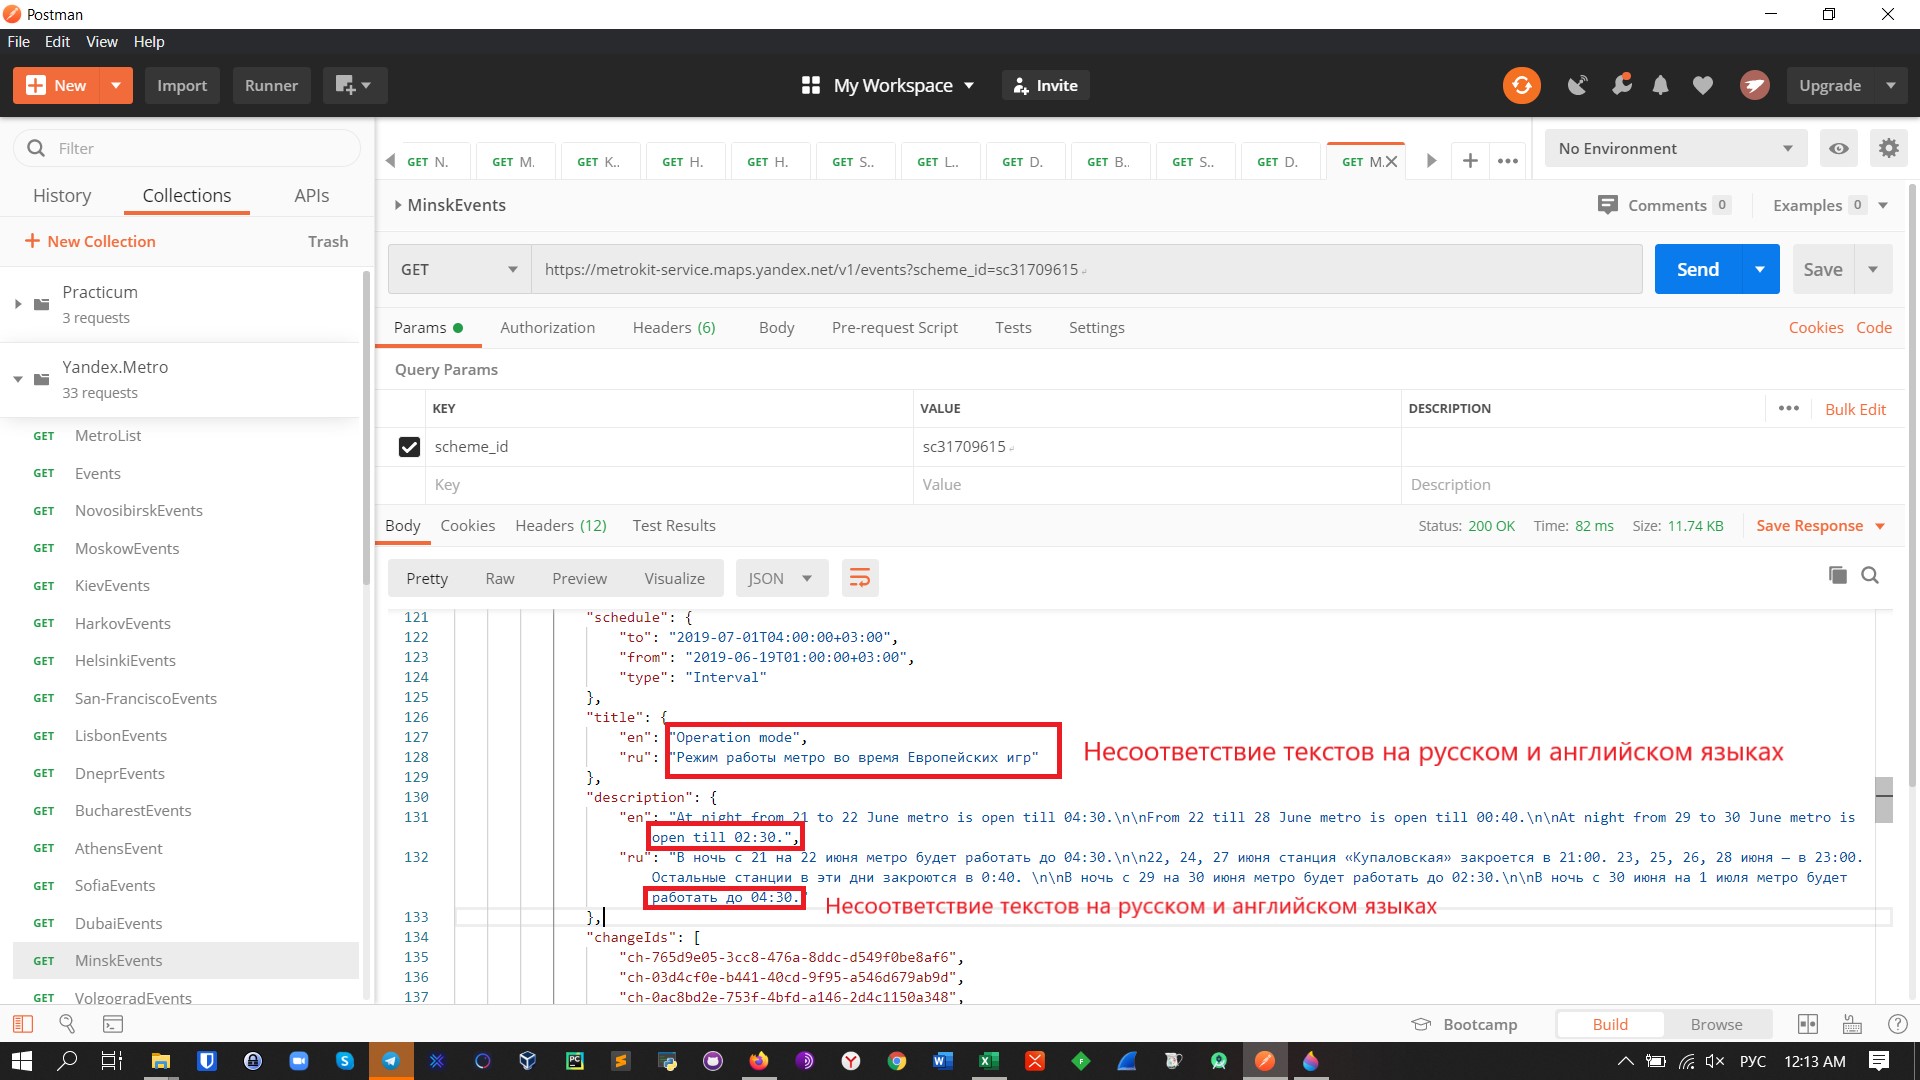 Postman
File Edit View Help
New Import Runner My Workspace Invite Upgrade
Filter
GET N. GET M. GET K.. GET H. GET H. GET S.. GET L.. GET D. GET B.. GET S.. GET D. GET M.
No Environment
History Collections APIs
MinskEvents Comments 0 Examples 0
New Collection Trash
GET https://metrokit-service.maps.yandex.net/v1/events?scheme_id=sc31709615 Send Save
Practicum
3 requests
Params Authorization Headers (6) Body Pre-request Script Tests Settings Cookies Code
Yandex.Metro
33 requests
Query Params
KEY VALUE DESCRIPTION Bulk Edit
scheme_id sc31709615
Key Value Description
GET MetroList
GET Events
GET NovosibirskEvents
GET MoskowEvents
GET KievEvents
GET HarkovEvents
GET HelsinkiEvents
GET San-FranciscoEvents
GET LisbonEvents
GET DneprEvents
GET BucharestEvents
GET AthensEvent
GET SofiaEvents
GET DubaiEvents
GET MinskEvents
GET VolgogradEvents
Body Cookies Headers (12) Test Results Status: 200 OK Time: 82 ms Size: 11.74 KB Save Response
Pretty Raw Preview Visualize JSON
121 "schedule": {
122 "to": "2019-07-01T04:00:00+03:00",
123 "from": "2019-06-19T01:00:00+03:00",
124 "type": "Interval"
125 },
126 "title": {
127 "en": "Operation mode",
128 "ru": "Режим работы метро во время Европейских игр"
Несоответствие текстов на русском и английском языках
129 },
130 "description": {
131 "en": "At night from 21 to 22 June metro is open till 04:30.\n\nFrom 22 till 28 June metro is open till 00:40.\n\nAt night from 29 to 30 June metro is
open till 02:30.",
132 "ru": "В ночь с 21 на 22 июня метро будет работать до 04:30.\n\n22, 24, 27 июня станция «Купаловская» закроется в 21:00. 23, 25, 26, 28 июня — в 23:00.
Остальные станции в эти дни закроются в 0:40. \n\nВ ночь с 29 на 30 июня метро будет работать до 02:30.\n\nВ ночь с 30 июня на 1 июля метро будет
работать до 04:30."
Несоответствие текстов на русском и английском языках
133 },
134 "changeIds": [
135 "ch-765d9e05-3cc8-476a-8ddc-d549f0be8af6",
136 "ch-03d4cf0e-b441-40cd-9f95-a546d679ab9d",
137 "ch-0ac8bd2e-753f-4bfd-a146-2d4c1150a348",
Bootcamp Build Browse
РУС 12:13 AM